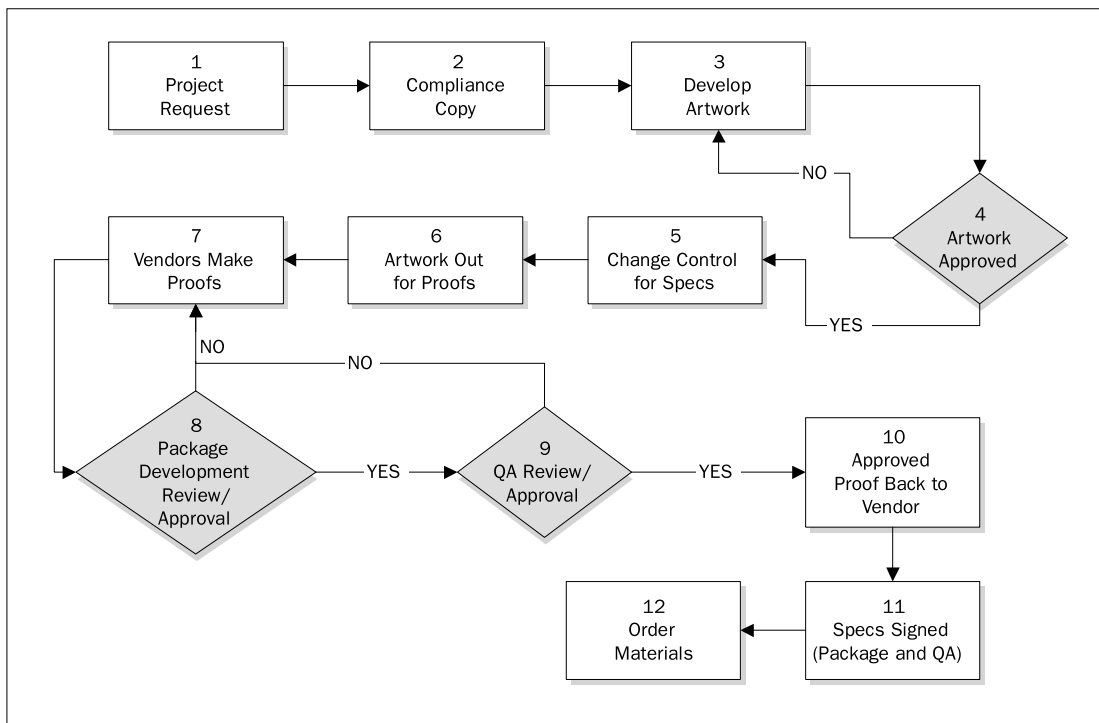 1
Project
Request
2
Compliance
Copy
3
Develop
Artwork
NO
4
Artwork
Approved
7
Vendors Make
Proofs
6
Artwork Out
for Proofs
5
Change Control
for Specs
YES
NO
NO
8
Package
Development
Review/
Approval
YES
9
QA Review/
Approval
YES
10
Approved
Proof Back to
Vendor
12
Order
Materials
11
Specs Signed
(Package and QA)